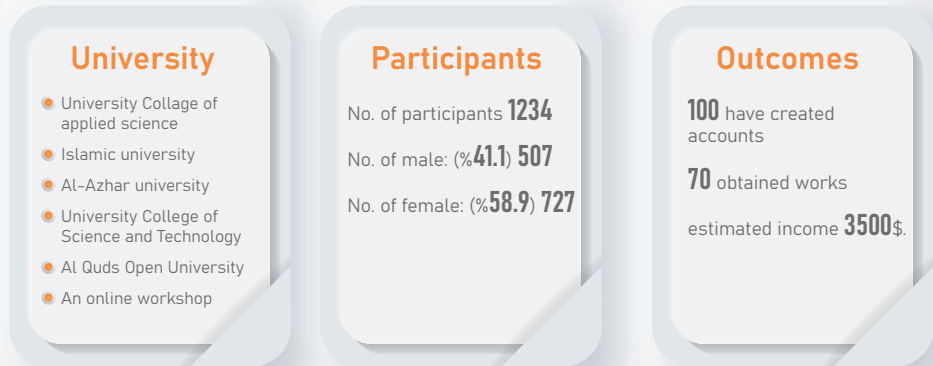 University
University Collage of
applied science
Islamic university
Al-Azhar university
University College of
Science and Technology
Al Quds Open University
An online workshop
Participants
No. of participants 1234
No. of male: (%41.1) 507
No. of female: (%58.9) 727
Outcomes
100 have created
accounts
70 obtained works
estimated income 3500$.